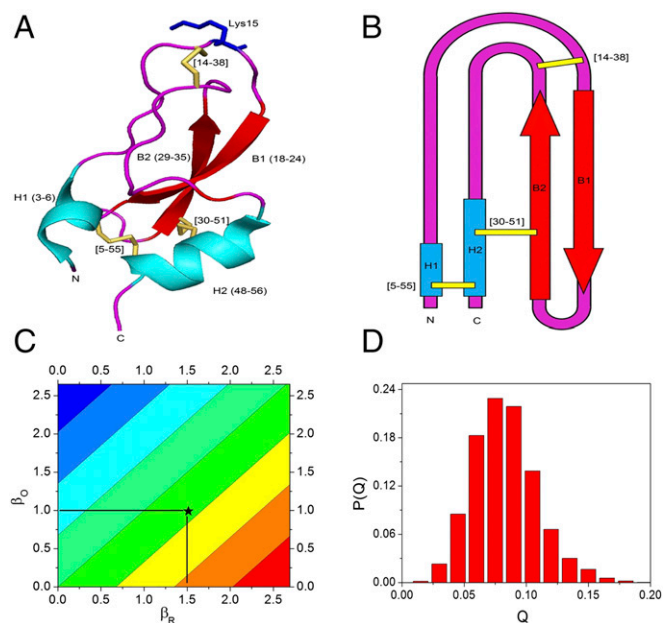 A
Lys15
[14-38]
B2 (29-35)
B1 (18-24)
H1 (3-6)
[30-51]
[5-55]
N
H2 (48-56)
C
B
[14-38]
B2
B1
[30-51]
H1
H2
[5-55]
N
C
C
0.0 0.5 1.0 1.5 2.0 2.5
2.5 2.5
2.0 2.0
1.5 1.5
βO
1.0 1.0
0.5 0.5
0.0 0.0
0.0 0.5 1.0 1.5 2.0 2.5
βR
D
0.24
0.18
P(Q)
0.12
0.06
0.00
0.00 0.05 0.10 0.15 0.20
Q